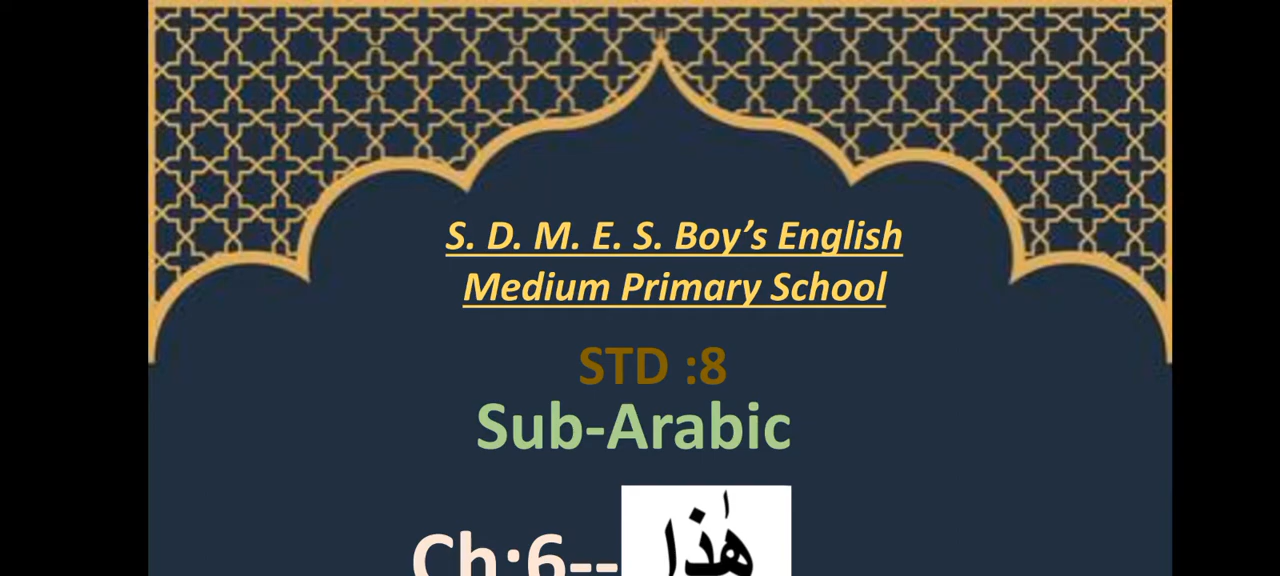 S. D. M. E. S. Boy’s English
Medium Primary School
STD :8
Sub-Arabic
Ch:6--هٰذا